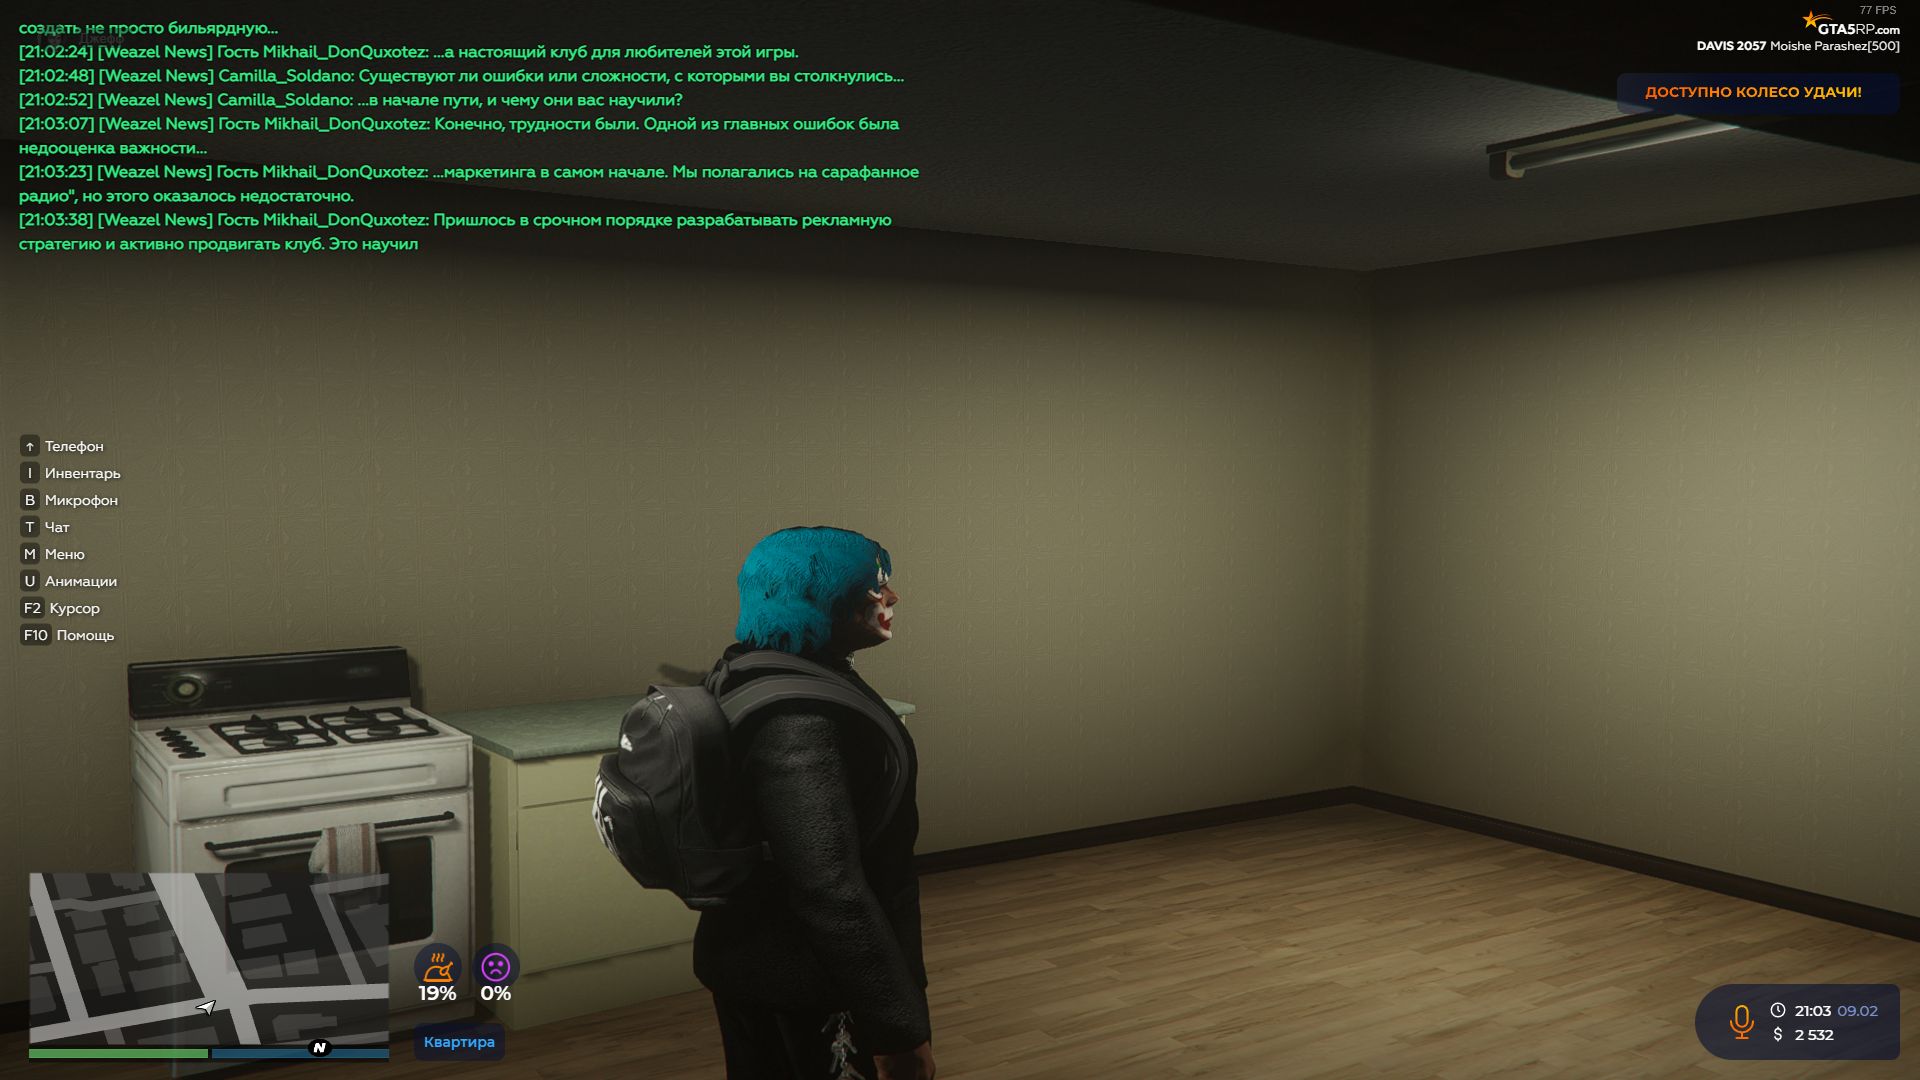 создать не просто бильярдную...
Джефф
[21:02:24] [Weazel News] Гость Mikhail_DonQuxotez: ...а настоящий клуб для любителей этой игры.
[21:02:48] [Weazel News] Camilla_Soldano: Существуют ли ошибки или сложности, с которыми вы столкнулись...
[21:02:52] [Weazel News] Camilla_Soldano: ...в начале пути, и чему они вас научили?
[21:03:07] [Weazel News] Гость Mikhail_DonQuxotez: Конечно, трудности были. Одной из главных ошибок была
недооценка важности...
[21:03:23] [Weazel News] Гость Mikhail_DonQuxotez: ...маркетинга в самом начале. Мы полагались на сарафанное
радио", но этого оказалось недостаточно.
[21:03:38] [Weazel News] Гость Mikhail_DonQuxotez: Пришлось в срочном порядке разрабатывать рекламную
стратегию и активно продвигать клуб. Это научил
77 FPS
GTA5RP.com
DAVIS 2057 Moishe Parashez[500]
ДОСТУПНО КОЛЕСО УДАЧИ!
↑ Телефон
I Инвентарь
B Микрофон
T Чат
M Меню
U Анимации
F2 Курсор
F10 Помощь
N
19% 0%
Квартира
21:03 09.02
$ 2 532